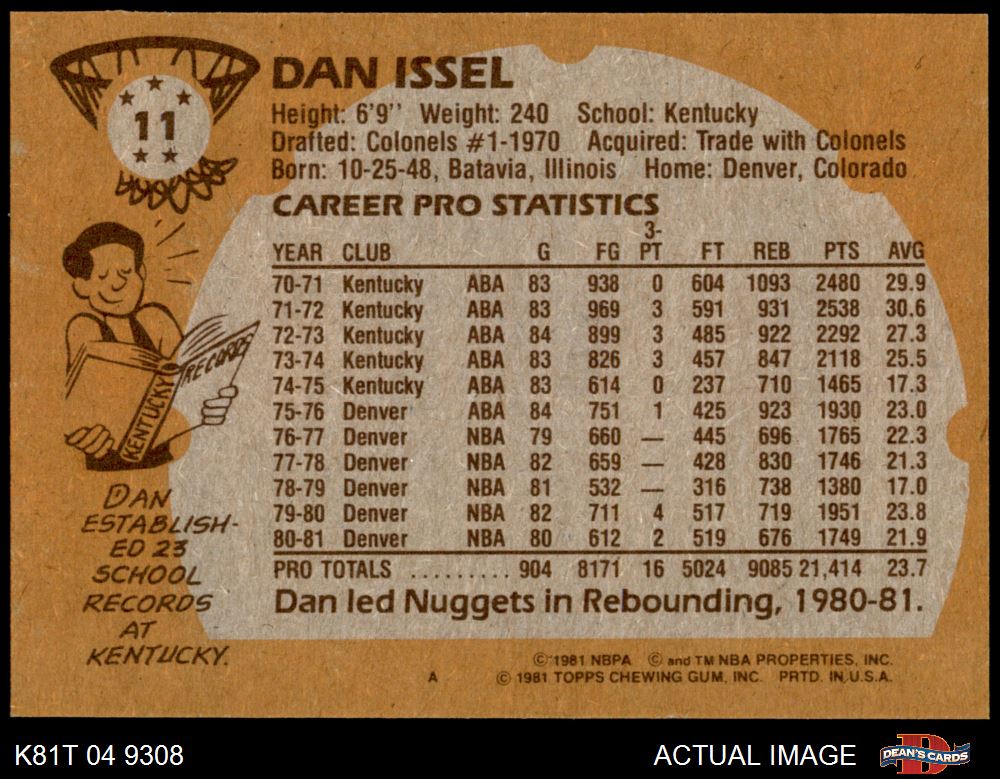 11
DAN ISSEL
Height: 6'9'' Weight: 240 School: Kentucky
Drafted: Colonels #1-1970 Acquired: Trade with Colonels
Born: 10-25-48, Batavia, Illinois Home: Denver, Colorado
CAREER PRO STATISTICS
YEAR CLUB G FG 3-PT FT REB PTS AVG
70-71 Kentucky ABA 83 938 0 604 1093 2480 29.9
71-72 Kentucky ABA 83 969 3 591 931 2538 30.6
72-73 Kentucky ABA 84 899 3 485 922 2292 27.3
73-74 Kentucky ABA 83 826 3 457 847 2118 25.5
74-75 Kentucky ABA 83 614 0 237 710 1465 17.3
75-76 Denver ABA 84 751 1 425 923 1930 23.0
76-77 Denver NBA 79 660 — 445 696 1765 22.3
77-78 Denver NBA 82 659 — 428 830 1746 21.3
78-79 Denver NBA 81 532 — 316 738 1380 17.0
79-80 Denver NBA 82 711 4 517 719 1951 23.8
80-81 Denver NBA 80 612 2 519 676 1749 21.9
PRO TOTALS .......... 904 8171 16 5024 9085 21,414 23.7
Dan led Nuggets in Rebounding, 1980-81.
KENTUCKY
RECORDS
DAN
ESTABLISH-
ED 23
SCHOOL
RECORDS
AT
KENTUCKY.
© 1981 NBPA © and TM NBA PROPERTIES, INC.
A © 1981 TOPPS CHEWING GUM, INC. PRTD. IN U.S.A.
K81T 04 9308
ACTUAL IMAGE
D
DEAN'S CARDS